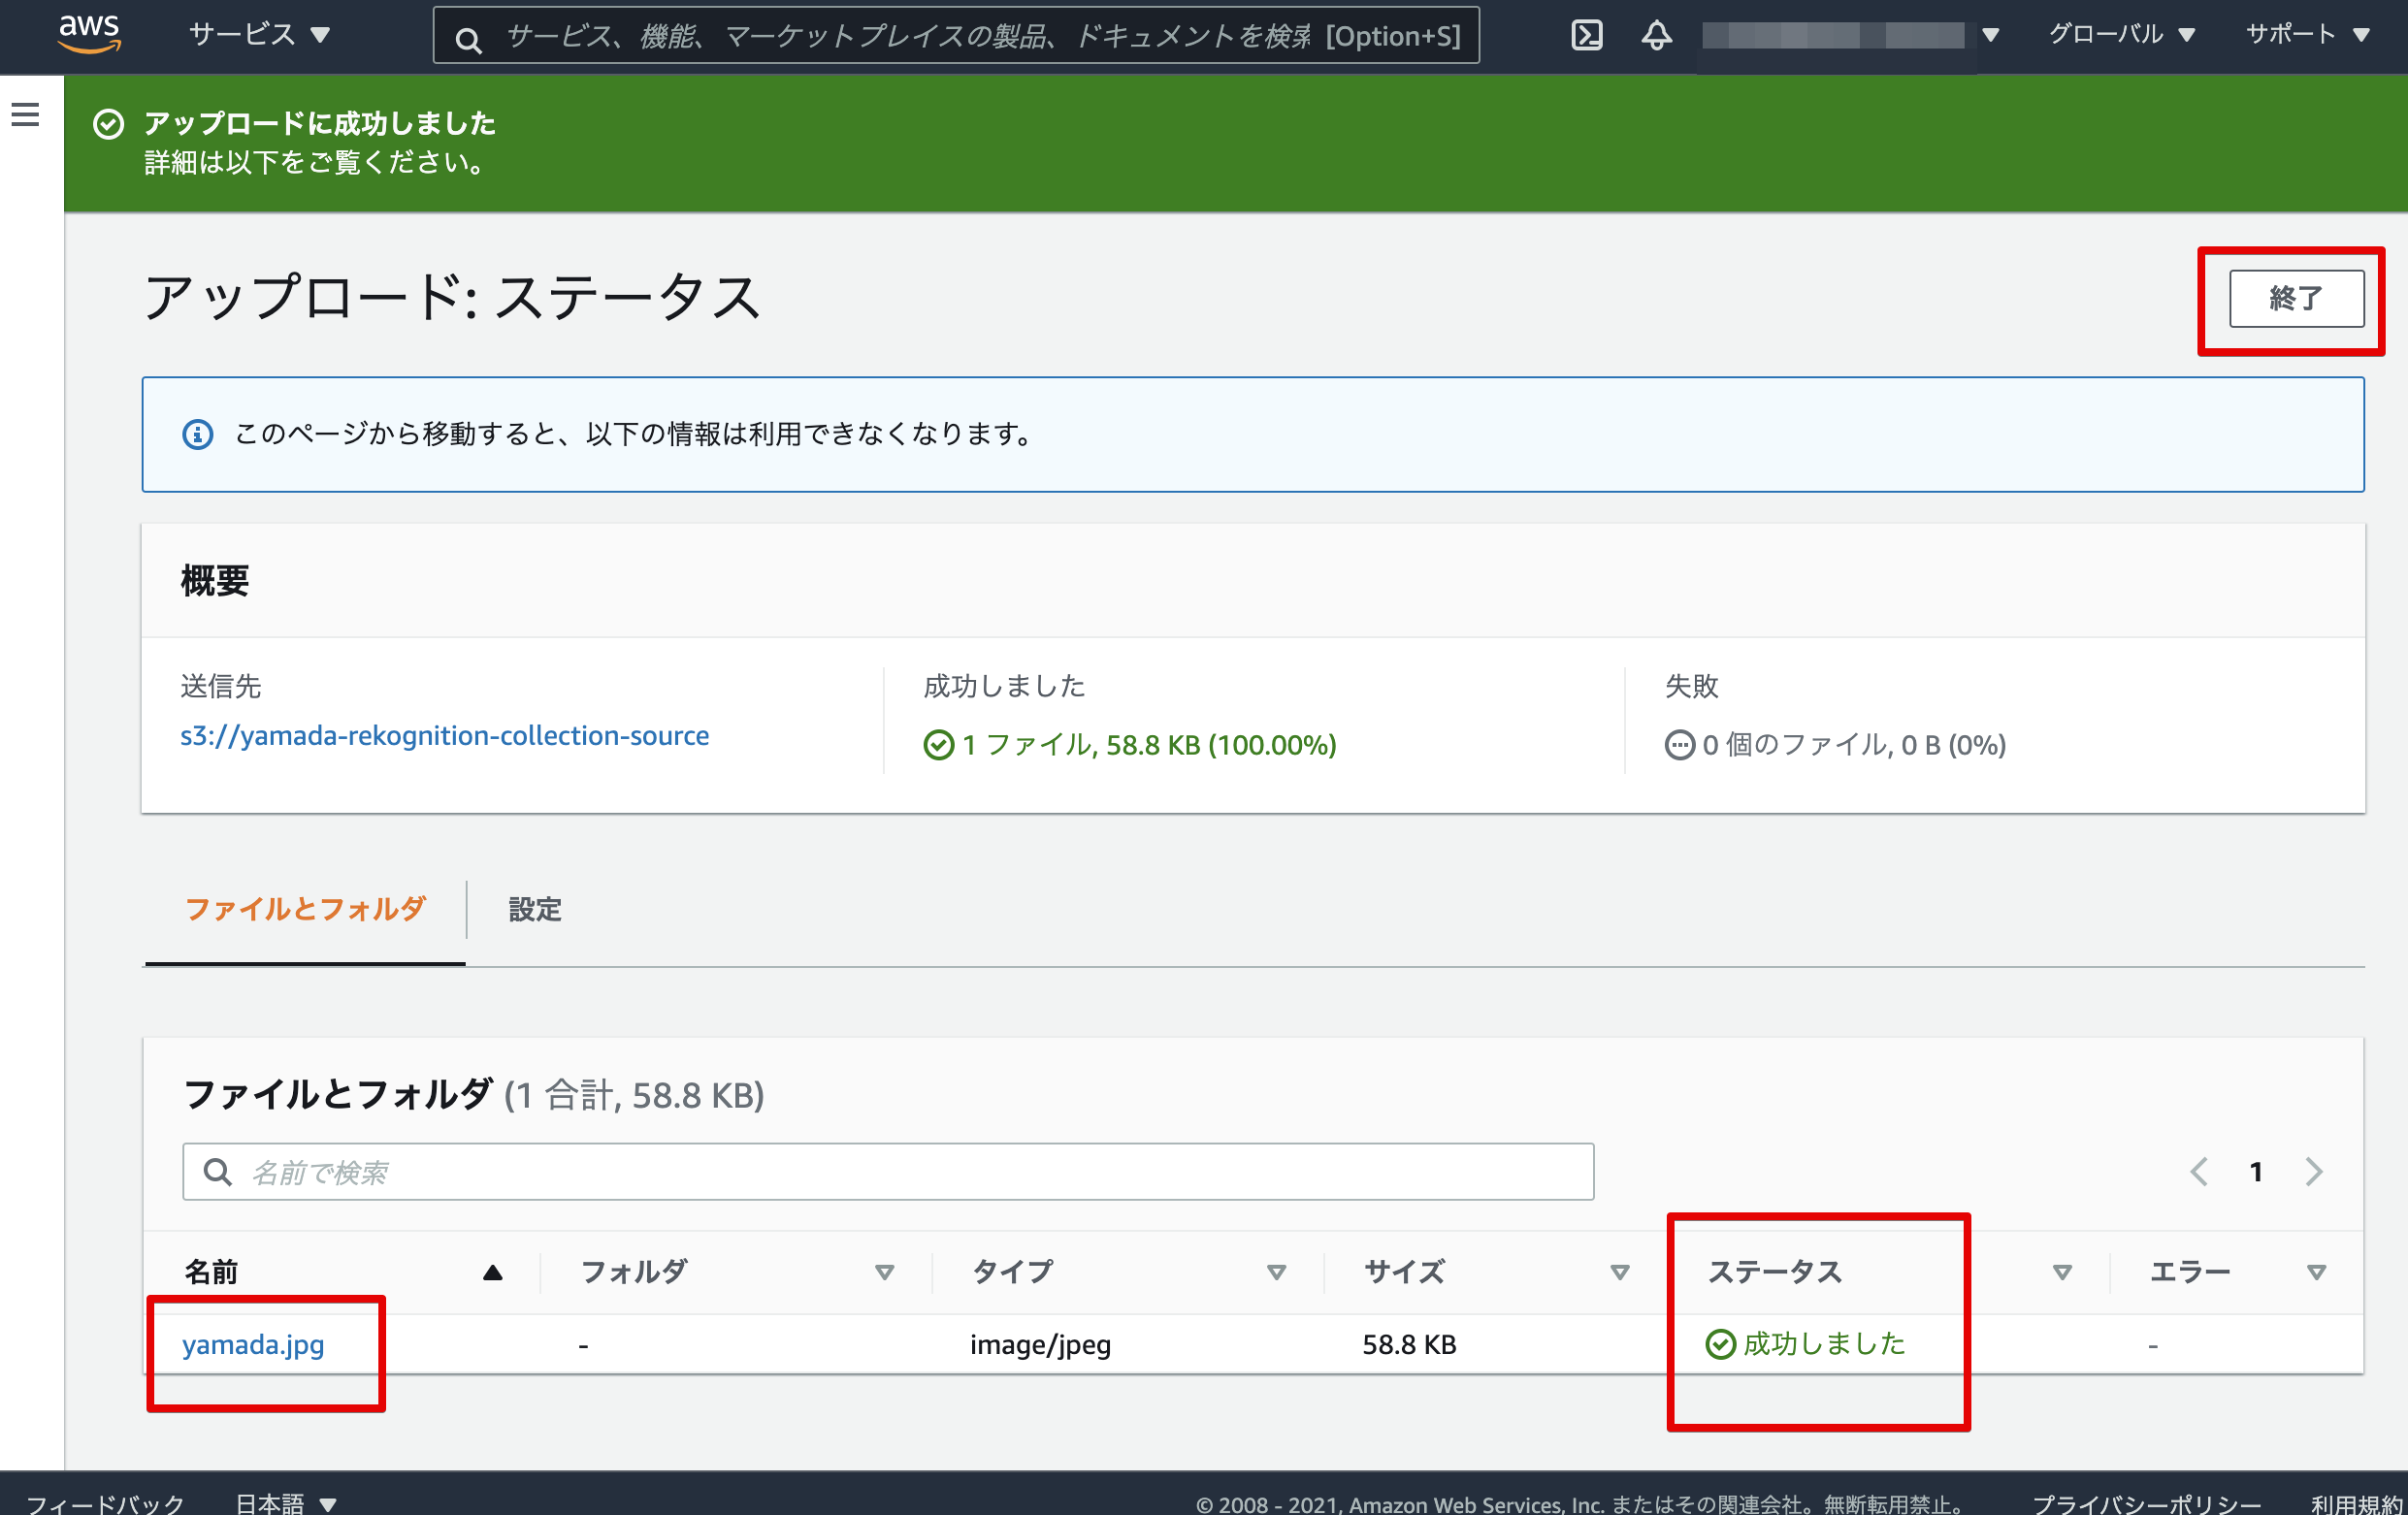 aws サービス サービス、機能、マーケットプレイスの製品、ドキュメントを検索 [Option+S] グローバル サポート
アップロードに成功しました
詳細は以下をご覧ください。
アップロード: ステータス 終了
このページから移動すると、以下の情報は利用できなくなります。
概要
送信先 成功しました 失敗
s3://yamada-rekognition-collection-source 1 ファイル, 58.8 KB (100.00%) 0 個のファイル, 0 B (0%)
ファイルとフォルダ 設定
ファイルとフォルダ (1 合計, 58.8 KB)
名前で検索 1
名前 フォルダ タイプ サイズ ステータス エラー
yamada.jpg - image/jpeg 58.8 KB 成功しました -
フィードバック 日本語 © 2008 - 2021, Amazon Web Services, Inc. またはその関連会社。無断転用禁止。 プライバシーポリシー 利用規約